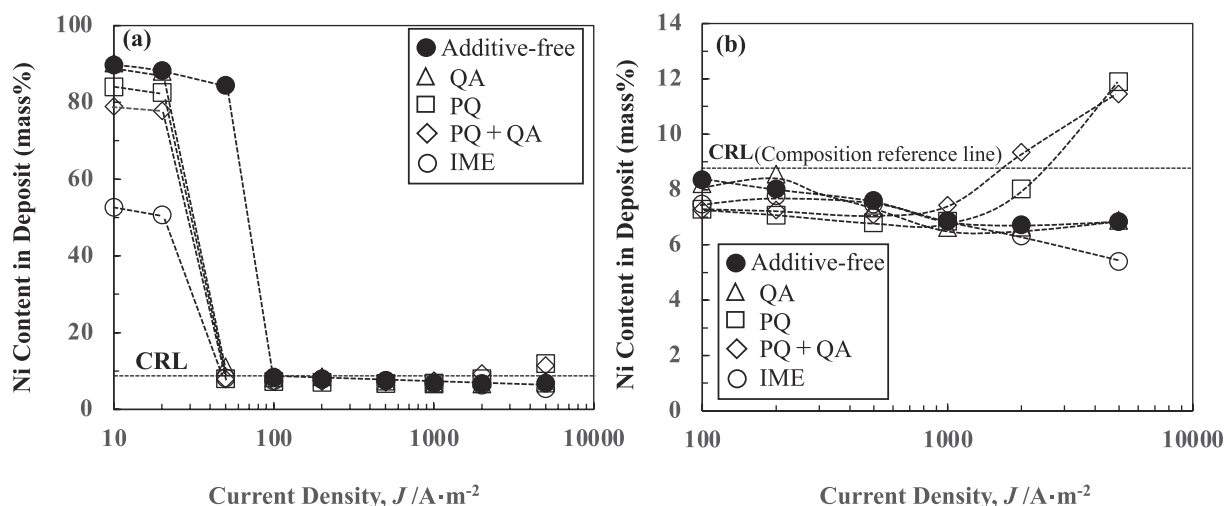 (a)
Ni Content in Deposit (mass%)
100
80
60
40
20
0
Additive-free
QA
PQ
PQ + QA
IME
CRL
10
100
1000
10000
Current Density, J /A·m-2
(b)
Ni Content in Deposit (mass%)
14
12
10
8
6
4
2
0
CRL(Composition reference line)
Additive-free
QA
PQ
PQ + QA
IME
100
1000
10000
Current Density, J /A·m-2